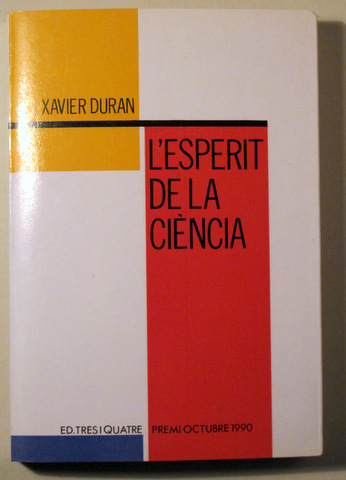 XAVIER DURAN
L'ESPERIT
DE LA
CIÈNCIA
ED. TRES I QUATRE PREMI OCTUBRE 1990